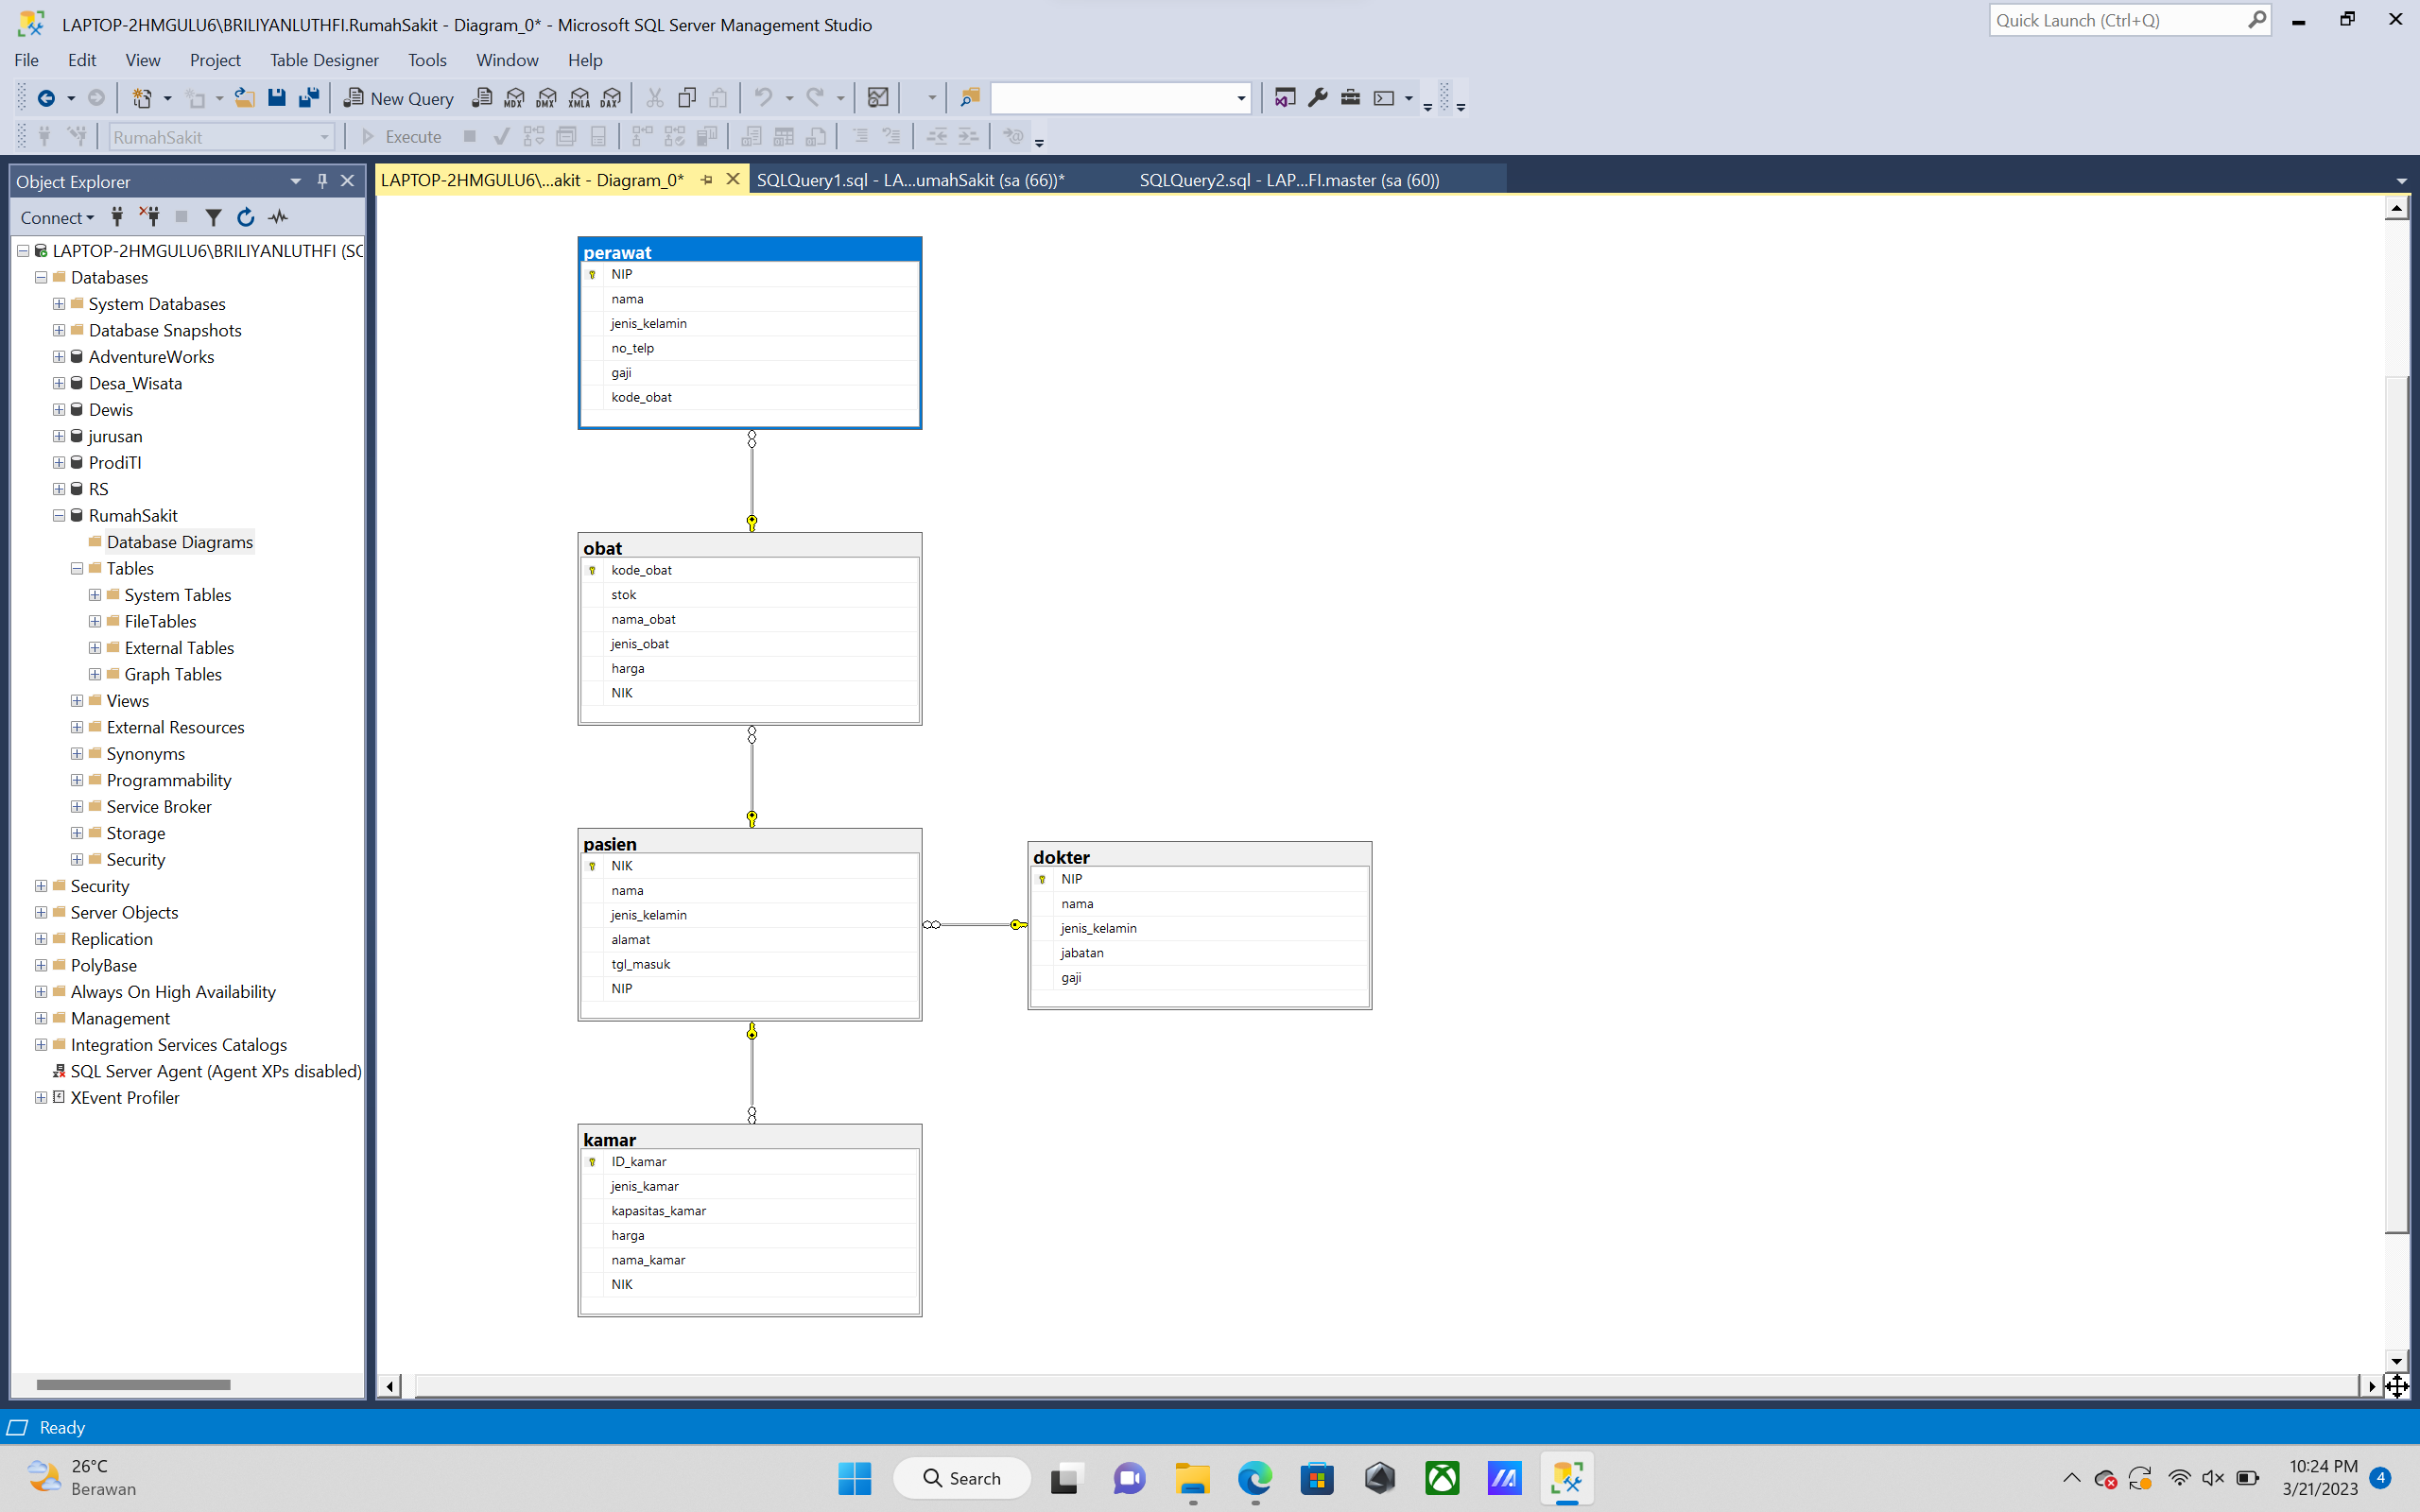 LAPTOP-2HMGULU6\BRILIYANLUTHFI.RumahSakit - Diagram_0* - Microsoft SQL Server Management Studio
Quick Launch (Ctrl+Q)
File Edit View Project Table Designer Tools Window Help
New Query MDX DMX XMLA DAX
RumahSakit Execute
Object Explorer
Connect
LAPTOP-2HMGULU6\BRILIYANLUTHFI (SC
Databases
System Databases
Database Snapshots
AdventureWorks
Desa_Wisata
Dewis
jurusan
ProdiTI
RS
RumahSakit
Database Diagrams
Tables
System Tables
FileTables
External Tables
Graph Tables
Views
External Resources
Synonyms
Programmability
Service Broker
Storage
Security
Security
Server Objects
Replication
PolyBase
Always On High Availability
Management
Integration Services Catalogs
SQL Server Agent (Agent XPs disabled)
XEvent Profiler
LAPTOP-2HMGULU6\...akit - Diagram_0* SQLQuery1.sql - LA...umahSakit (sa (66))* SQLQuery2.sql - LAP...FI.master (sa (60))
perawat
NIP
nama
jenis_kelamin
no_telp
gaji
kode_obat
obat
kode_obat
stok
nama_obat
jenis_obat
harga
NIK
pasien
NIK
nama
jenis_kelamin
alamat
tgl_masuk
NIP
dokter
NIP
nama
jenis_kelamin
jabatan
gaji
kamar
ID_kamar
jenis_kamar
kapasitas_kamar
harga
nama_kamar
NIK
Ready
26°C
Berawan
Search
10:24 PM
3/21/2023
4